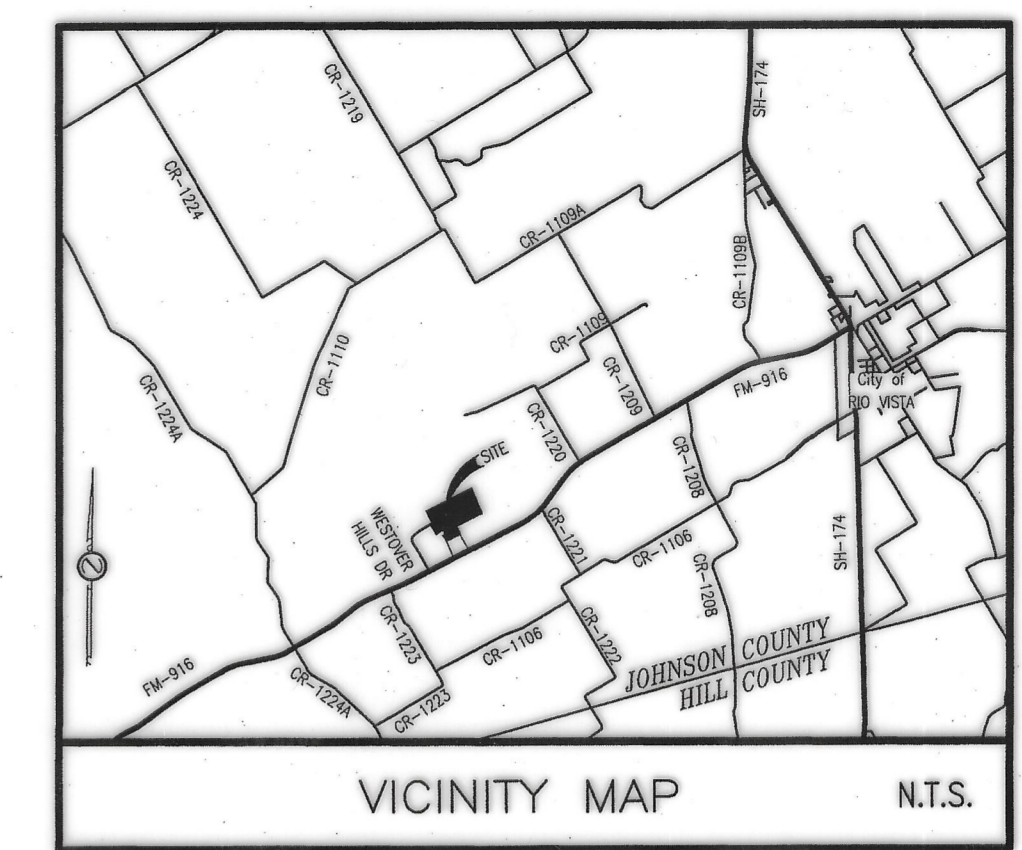 SH-174
CR-1219
CR-1224
CR-1109A
CR-1109B
CR-1109
CR-1110
CR-1209
FM-916
City of
RIO VISTA
CR-1224A
CR-1220
CR-1208
SITE
WESTOVER
HILLS DR
CR-1221
CR-1106
SH-174
CR-1208
CR-1223
CR-1106
CR-1222
JOHNSON COUNTY
HILL COUNTY
FM-916
CR-1224A
CR-1223
VICINITY MAP
N.T.S.